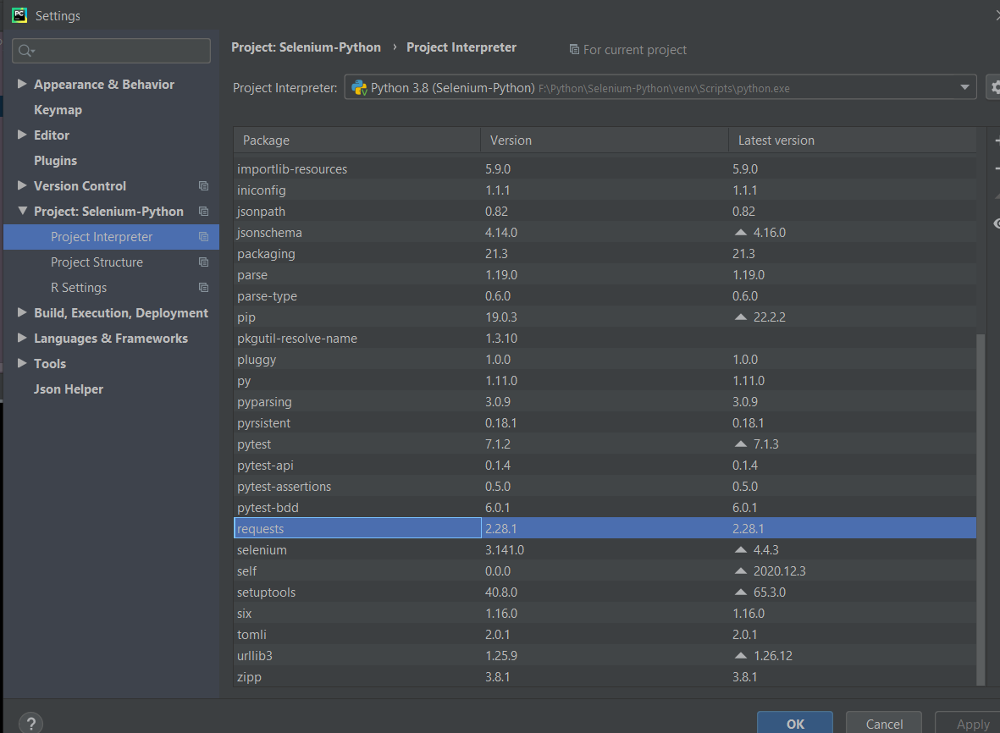 PC Settings
Project: Selenium-Python › Project Interpreter For current project
Appearance & Behavior
Keymap
Editor
Plugins
Version Control
Project: Selenium-Python
Project Interpreter
Project Structure
R Settings
Build, Execution, Deployment
Languages & Frameworks
Tools
Json Helper
Project Interpreter: Python 3.8 (Selenium-Python) F:\Python\Selenium-Python\venv\Scripts\python.exe
Package Version Latest version
importlib-resources 5.9.0 5.9.0
iniconfig 1.1.1 1.1.1
jsonpath 0.82 0.82
jsonschema 4.14.0 4.16.0
packaging 21.3 21.3
parse 1.19.0 1.19.0
parse-type 0.6.0 0.6.0
pip 19.0.3 22.2.2
pkgutil-resolve-name 1.3.10
pluggy 1.0.0 1.0.0
py 1.11.0 1.11.0
pyparsing 3.0.9 3.0.9
pyrsistent 0.18.1 0.18.1
pytest 7.1.2 7.1.3
pytest-api 0.1.4 0.1.4
pytest-assertions 0.5.0 0.5.0
pytest-bdd 6.0.1 6.0.1
requests 2.28.1 2.28.1
selenium 3.141.0 4.4.3
self 0.0.0 2020.12.3
setuptools 40.8.0 65.3.0
six 1.16.0 1.16.0
tomli 2.0.1 2.0.1
urllib3 1.25.9 1.26.12
zipp 3.8.1 3.8.1
? OK Cancel Apply